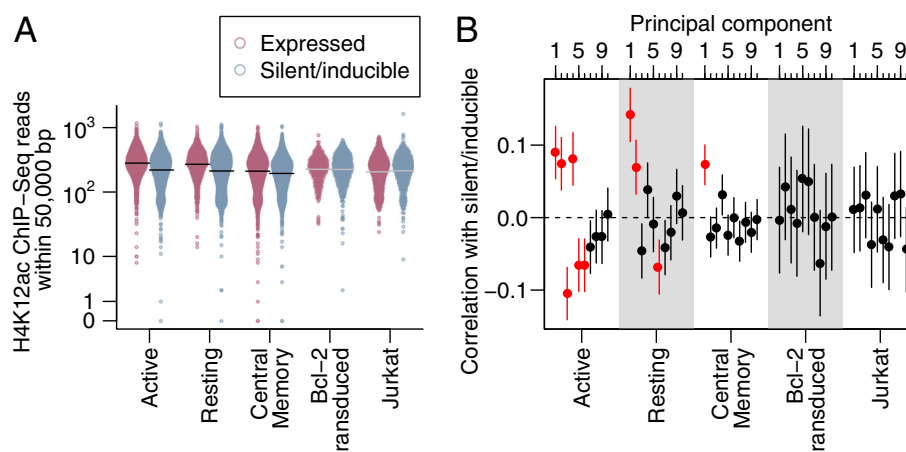 A
Expressed
Silent/inducible
H4K12ac ChIP−Seq reads
within 50,000 bp
10³
10²
10
1
0
Active
Resting
Central
Memory
Bcl−2
ransduced
Jurkat
B
Principal component
1 5 9 1 5 9 1 5 9 1 5 9 1 5 9
Correlation with silent/inducible
0.1
0.0
−0.1
Active
Resting
Central
Memory
Bcl−2
ransduced
Jurkat